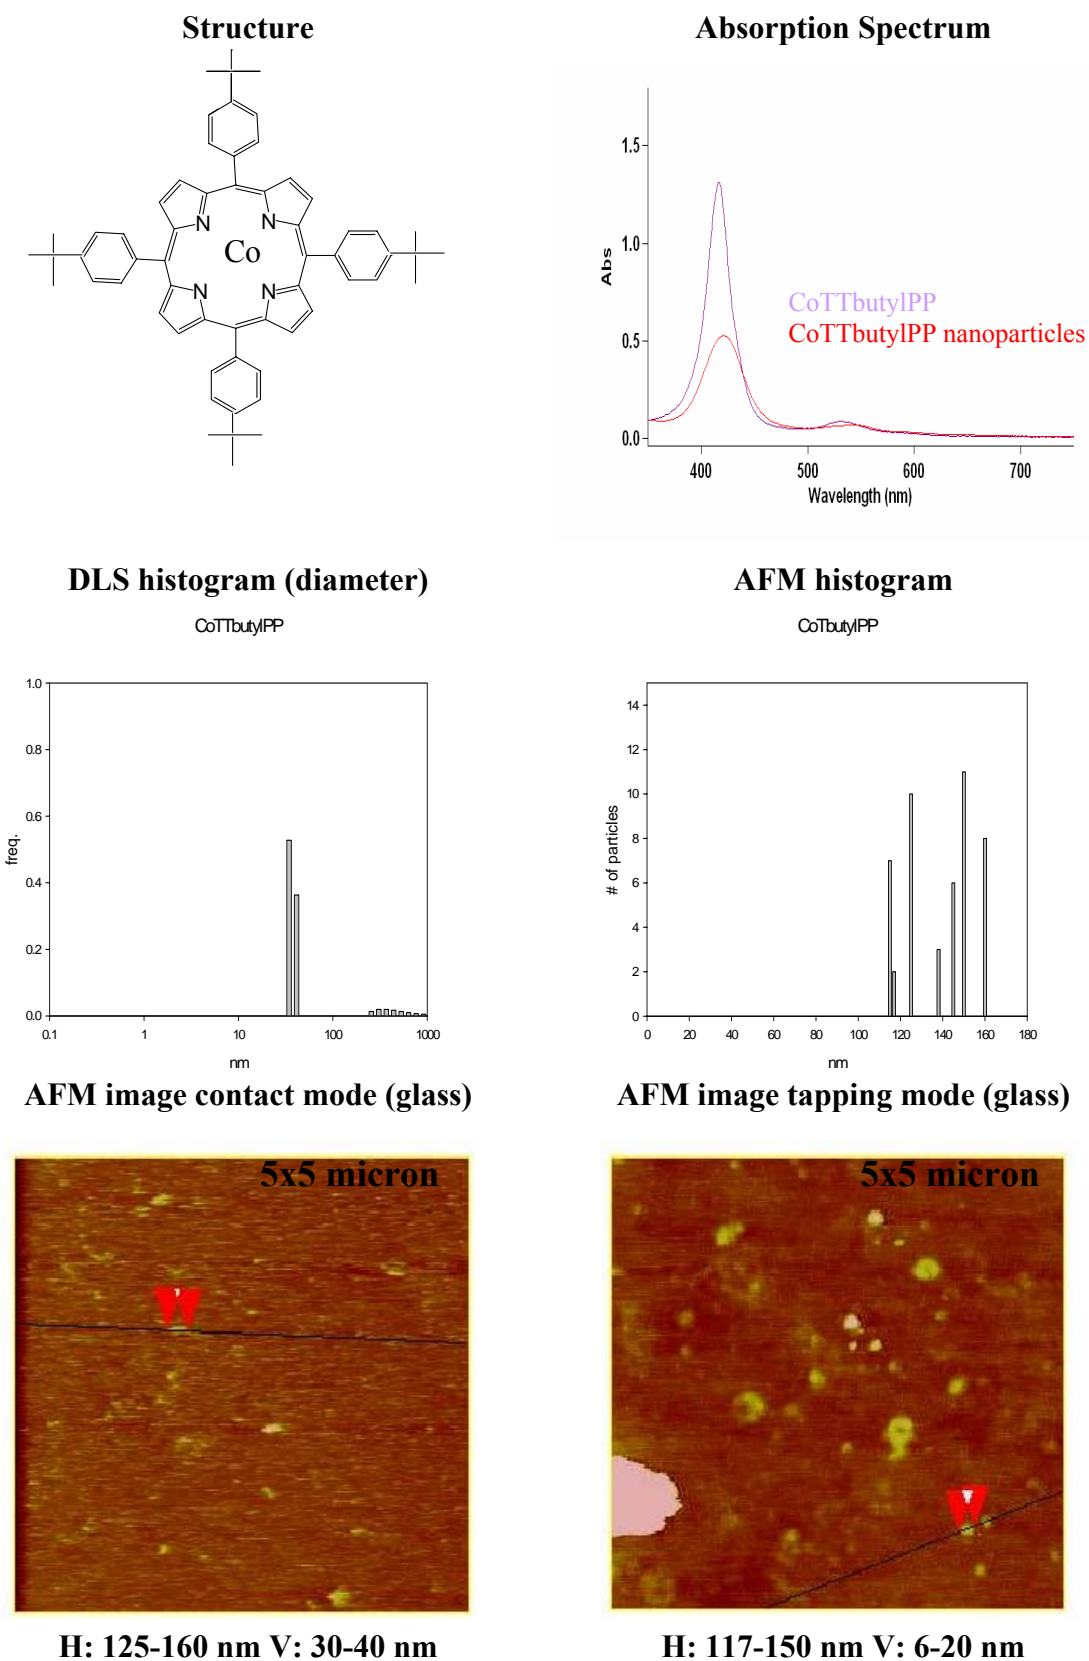 Structure
Absorption Spectrum
N
N
Co
N
N
1.5
1.0
0.5
0.0
Abs
CoTTbutylPP
CoTTbutylPP nanoparticles
400 500 600 700
Wavelength (nm)
DLS histogram (diameter)
AFM histogram
CoTTbutylPP
1.0
0.8
0.6
0.4
0.2
0.0
freq.
0.1 1 10 100 1000
nm
CoTbutylPP
14
12
10
8
6
4
2
0
# of particles
0 20 40 60 80 100 120 140 160 180
nm
AFM image contact mode (glass)
AFM image tapping mode (glass)
5x5 micron
5x5 micron
H: 125-160 nm V: 30-40 nm
H: 117-150 nm V: 6-20 nm